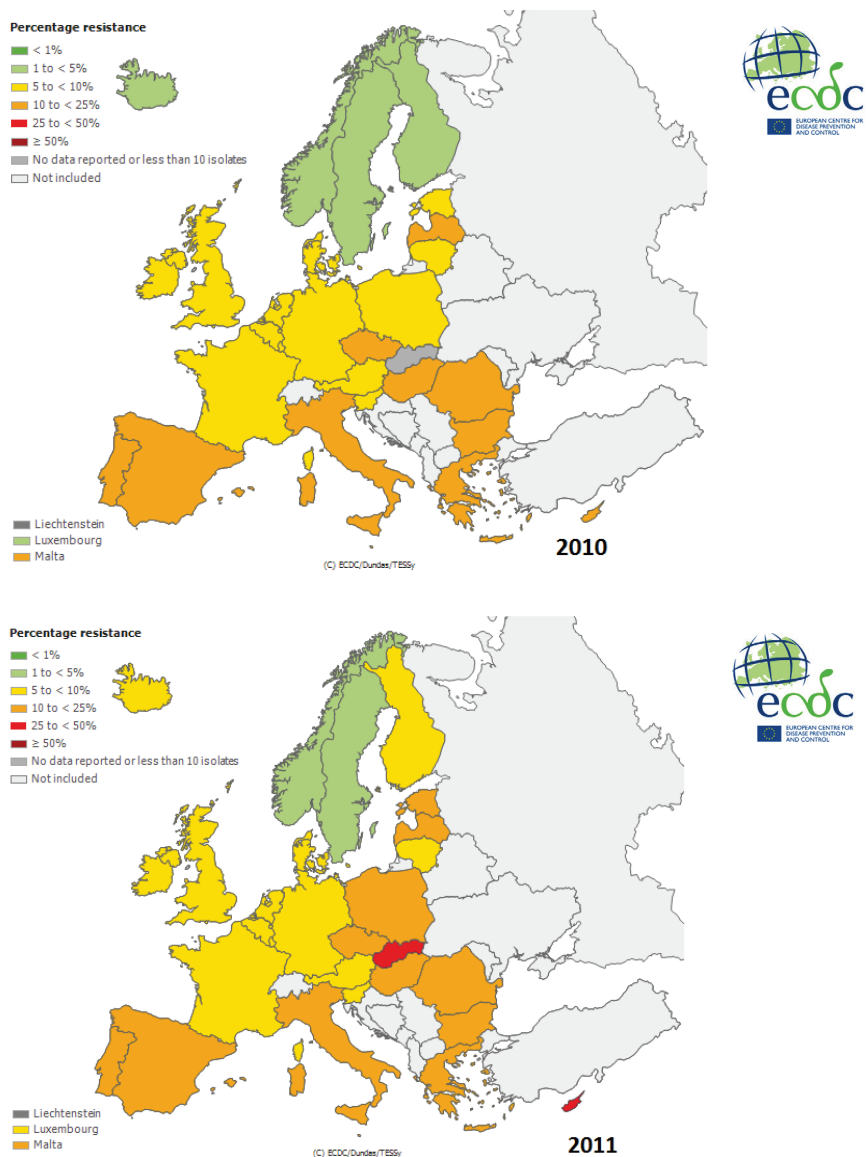 Percentage resistance
< 1%
1 to < 5%
5 to < 10%
10 to < 25%
25 to < 50%
≥ 50%
No data reported or less than 10 isolates
Not included
ecdc
EUROPEAN CENTRE FOR
DISEASE PREVENTION
AND CONTROL
Liechtenstein
Luxembourg
Malta
(C) ECDC/Dundas/TESSy
2010
Percentage resistance
< 1%
1 to < 5%
5 to < 10%
10 to < 25%
25 to < 50%
≥ 50%
No data reported or less than 10 isolates
Not included
ecdc
EUROPEAN CENTRE FOR
DISEASE PREVENTION
AND CONTROL
Liechtenstein
Luxembourg
Malta
(C) ECDC/Dundas/TESSy
2011